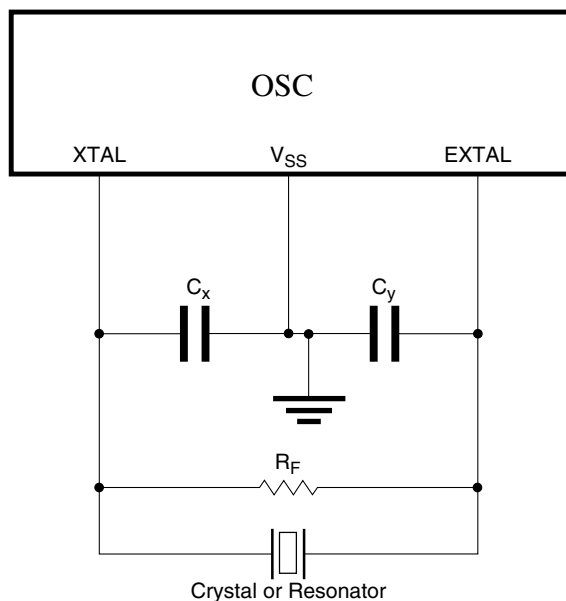 OSC
XTAL VSS EXTAL
Cx Cy
RF
Crystal or Resonator